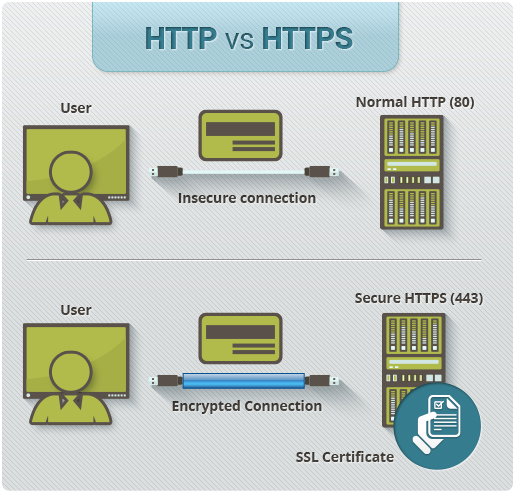 HTTP vs HTTPS
User
Normal HTTP (80)
Insecure connection
User
Secure HTTPS (443)
Encrypted Connection
SSL Certificate